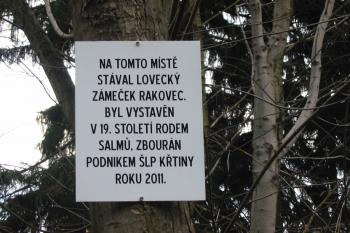 NA TOMTO MÍSTĚ
STÁVAL LOVECKÝ
ZÁMEČEK RAKOVEC.
BYL VYSTAVĚN
V 19. STOLETÍ RODEM
SALMŮ, ZBOURÁN
PODNIKEM ŠLP KŘTINY
ROKU 2011.